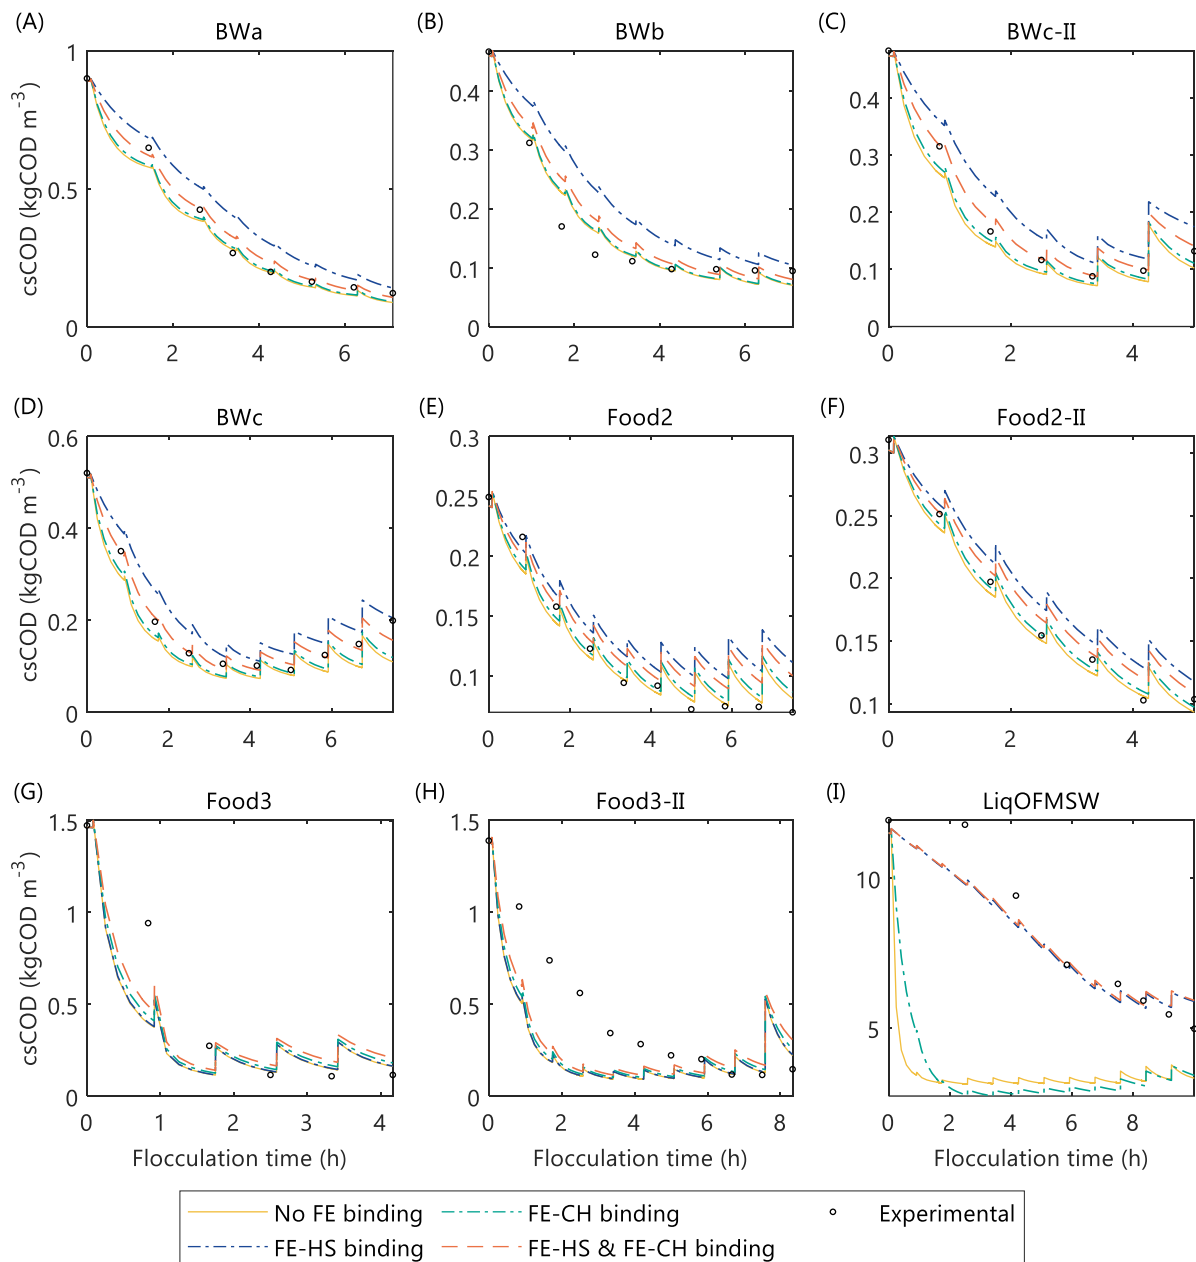 (A) BWa
(B) BWb
(C) BWc-II
csCOD (kgCOD m⁻³)
1
0.5
0
0 2 4 6
0.4
0.3
0.2
0.1
0
0 2 4 6
0.4
0.3
0.2
0.1
0
0 2 4
(D) BWc
(E) Food2
(F) Food2-II
csCOD (kgCOD m⁻³)
0.6
0.4
0.2
0
0 2 4 6
0.3
0.25
0.2
0.15
0.1
0 2 4 6
0.3
0.25
0.2
0.15
0.1
0 2 4
(G) Food3
(H) Food3-II
(I) LiqOFMSW
csCOD (kgCOD m⁻³)
1.5
1
0.5
0
0 1 2 3 4
1.5
1
0.5
0
0 2 4 6 8
10
5
0 2 4 6 8
Flocculation time (h)
Flocculation time (h)
Flocculation time (h)
No FE binding
FE-CH binding
Experimental
FE-HS binding
FE-HS & FE-CH binding